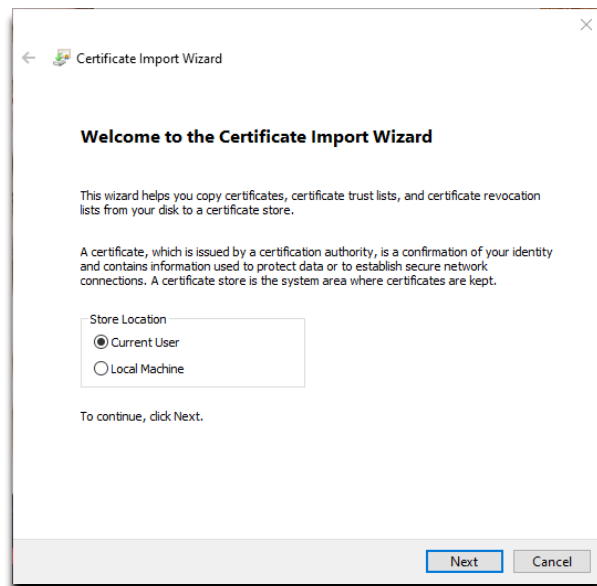 Certificate Import Wizard
Welcome to the Certificate Import Wizard
This wizard helps you copy certificates, certificate trust lists, and certificate revocation
lists from your disk to a certificate store.
A certificate, which is issued by a certification authority, is a confirmation of your identity
and contains information used to protect data or to establish secure network
connections. A certificate store is the system area where certificates are kept.
Store Location
Current User
Local Machine
To continue, click Next.
Next Cancel